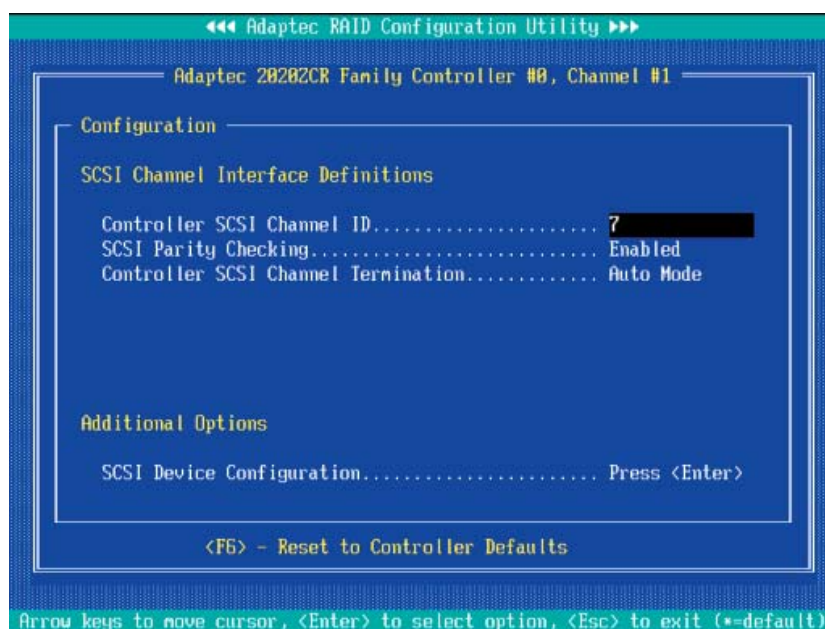 ◄◄◄ Adaptec RAID Configuration Utility ►►►
Adaptec 2020ZCR Family Controller #0, Channel #1
Configuration
SCSI Channel Interface Definitions
Controller SCSI Channel ID...................... 7
SCSI Parity Checking............................ Enabled
Controller SCSI Channel Termination............. Auto Mode
Additional Options
SCSI Device Configuration....................... Press <Enter>
<F6> - Reset to Controller Defaults
Arrow keys to move cursor, <Enter> to select option, <Esc> to exit (*=default)